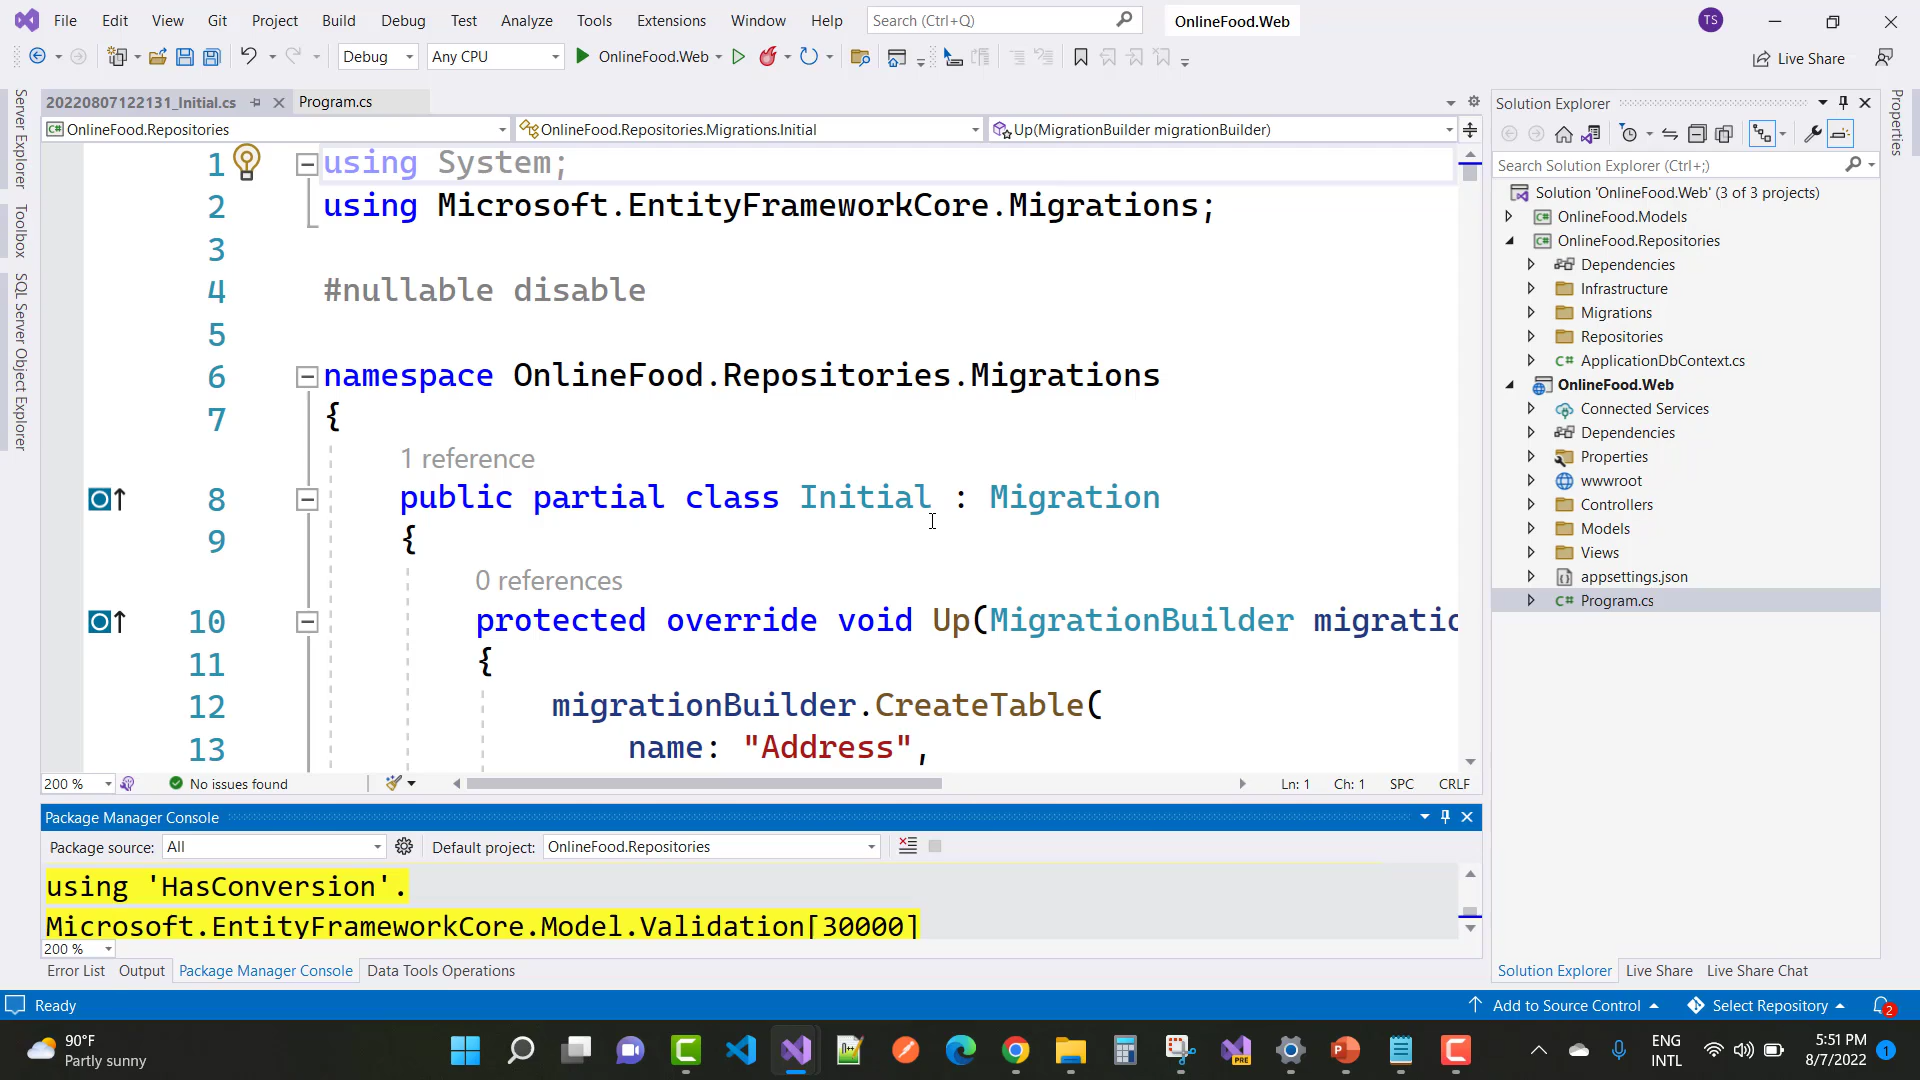 File Edit View Git Project Build Debug Test Analyze Tools Extensions Window Help Search (Ctrl+Q) OnlineFood.Web TS
Debug Any CPU OnlineFood.Web Live Share
Server Explorer
Toolbox
SQL Server Object Explorer
20220807122131_Initial.cs Program.cs
OnlineFood.Repositories OnlineFood.Repositories.Migrations.Initial Up(MigrationBuilder migrationBuilder)
1 using System;
2 using Microsoft.EntityFrameworkCore.Migrations;
3
4 #nullable disable
5
6 namespace OnlineFood.Repositories.Migrations
7 {
1 reference
8 public partial class Initial : Migration
9 {
0 references
10 protected override void Up(MigrationBuilder migratio
11 {
12 migrationBuilder.CreateTable(
13 name: "Address",
200 % No issues found Ln: 1 Ch: 1 SPC CRLF
Package Manager Console
Package source: All Default project: OnlineFood.Repositories
using 'HasConversion'.
Microsoft.EntityFrameworkCore.Model.Validation[30000]
200 %
Error List Output Package Manager Console Data Tools Operations
Solution Explorer
Search Solution Explorer (Ctrl+;)
Solution 'OnlineFood.Web' (3 of 3 projects)
C# OnlineFood.Models
C# OnlineFood.Repositories
Dependencies
Infrastructure
Migrations
Repositories
C# ApplicationDbContext.cs
OnlineFood.Web
Connected Services
Dependencies
Properties
wwwroot
Controllers
Models
Views
appsettings.json
C# Program.cs
Solution Explorer Live Share Live Share Chat
Properties
Ready Add to Source Control Select Repository 2
90°F
Partly sunny
PRE
ENG
INTL
5:51 PM
8/7/2022
1